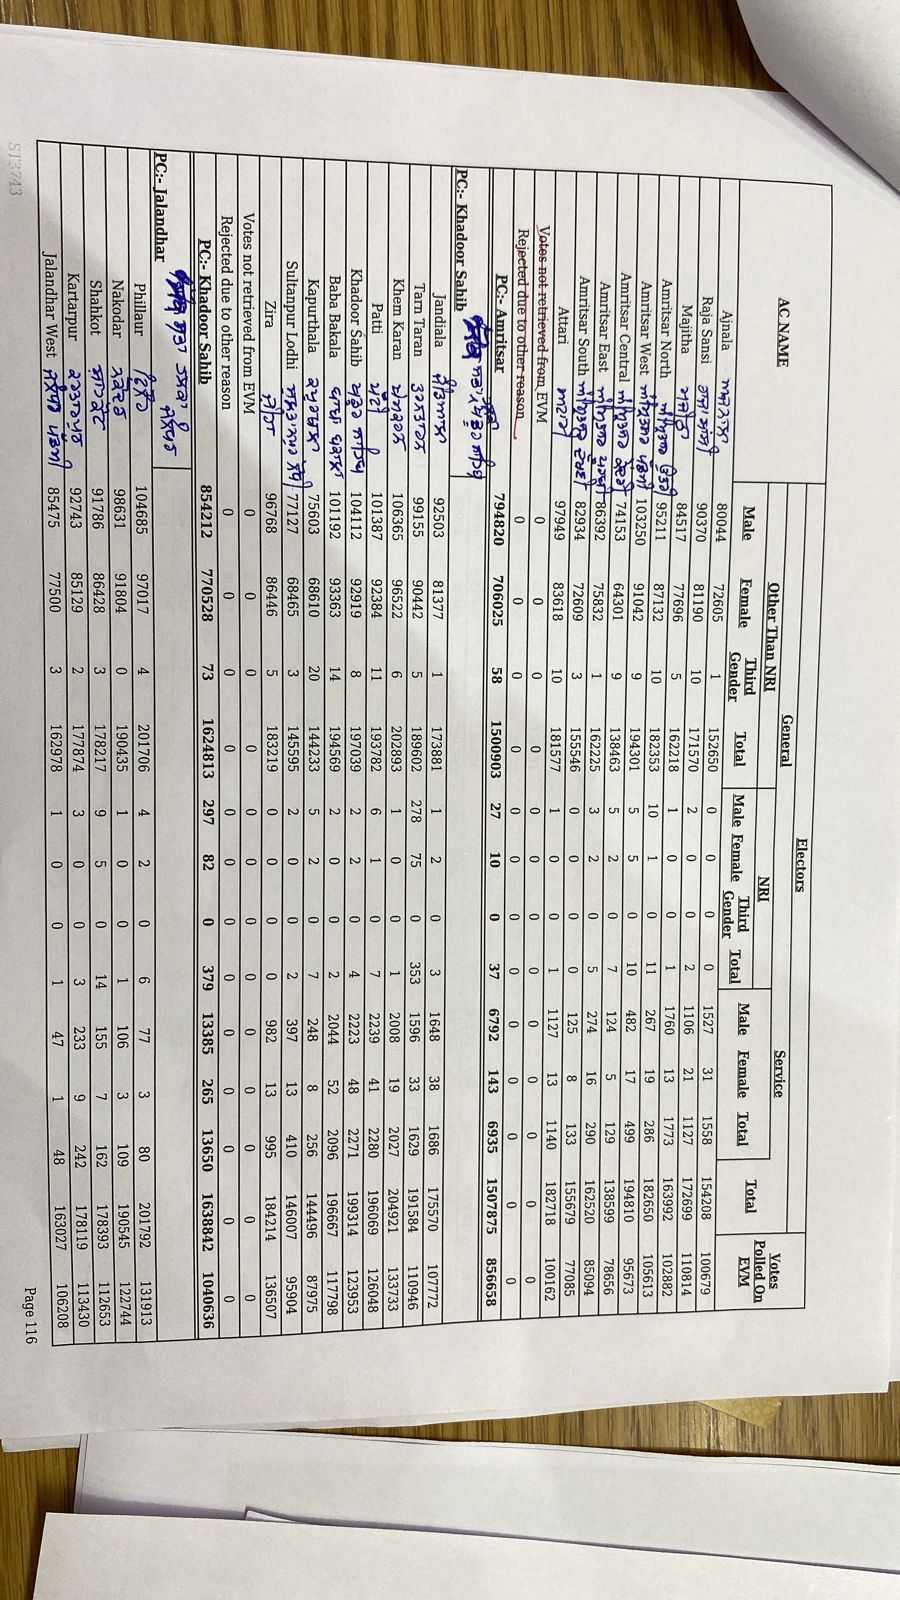 Electors
General
Service
AC NAME Other Than NRI NRI Total Votes Polled On EVM
Male Female Third Gender Total Male Female Third Gender Total Male Female Total
Ajnala ਅਜਨਾਲਾ 80044 72605 1 152650 0 0 0 0 1527 31 1558 154208 100679
Raja Sansi ਰਾਜਾ ਸਾਂਸੀ 90370 81190 10 171570 2 0 0 2 1106 21 1127 172699 110814
Majitha ਮਜੀਠਾ 84517 77696 5 162218 1 0 0 1 1760 13 1773 163992 102882
Amritsar North ਅੰਮ੍ਰਿਤਸਰ ਉੱਤਰੀ 95211 87132 10 182353 10 1 0 11 267 19 286 182650 105613
Amritsar West ਅੰਮ੍ਰਿਤਸਰ ਪੱਛਮੀ 103250 91042 9 194301 5 5 0 10 482 17 499 194810 95673
Amritsar Central ਅੰਮ੍ਰਿਤਸਰ ਕੇਂਦਰੀ 74153 64301 9 138463 5 2 0 7 124 5 129 138599 78656
Amritsar East ਅੰਮ੍ਰਿਤਸਰ ਪੂਰਬੀ 86392 75832 1 162225 3 2 0 5 274 16 290 162520 85094
Amritsar South ਅੰਮ੍ਰਿਤਸਰ ਦੱਖਣੀ 82934 72609 3 155546 0 0 0 0 125 8 133 155679 77085
Attari ਅਟਾਰੀ 97949 83618 10 181577 1 0 0 1 1127 13 1140 182718 100162
Votes not retrieved from EVM 0 0 0 0 0 0 0 0 0 0 0 0 0
Rejected due to other reason 0 0 0 0 0 0 0 0 0 0 0 0 0
PC:- Amritsar 794820 706025 58 1500903 27 10 0 37 6792 143 6935 1507875 856658
ਸਭਾ ਹਲਕਾ ਖਡੂਰ ਸਾਹਿਬ
PC:- Khadoor Sahib
Jandiala ਜੰਡਿਆਲਾ 92503 81377 1 173881 1 2 0 3 1648 38 1686 175570 107772
Tarn Taran ਤਰਨਤਾਰਨ 99155 90442 5 189602 278 75 0 353 1596 33 1629 191584 110946
Khem Karan ਖੇਮਕਰਨ 106365 96522 6 202893 1 0 0 1 2008 19 2027 204921 133733
Patti ਪੱਟੀ 101387 92384 11 193782 6 1 0 7 2239 41 2280 196069 126048
Khadoor Sahib ਖਡੂਰ ਸਾਹਿਬ 104112 92919 8 197039 2 2 0 4 2223 48 2271 199314 123953
Baba Bakala ਬਾਬਾ ਬਕਾਲਾ 101192 93363 14 194569 2 0 0 2 2044 52 2096 196667 117798
Kapurthala ਕਪੂਰਥਲਾ 75603 68610 20 144233 5 2 0 7 248 8 256 144496 87975
Sultanpur Lodhi ਸੁਲਤਾਨਪੁਰ ਲੋਧੀ 77127 68465 3 145595 2 0 0 2 397 13 410 146007 95904
Zira ਜ਼ੀਰਾ 96768 86446 5 183219 0 0 0 0 982 13 995 184214 136507
Votes not retrieved from EVM 0 0 0 0 0 0 0 0 0 0 0 0 0
Rejected due to other reason 0 0 0 0 0 0 0 0 0 0 0 0 0
PC:- Khadoor Sahib 854212 770528 73 1624813 297 82 0 379 13385 265 13650 1638842 1040636
ਸਭਾ ਹਲਕਾ ਜਲੰਧਰ
PC:- Jalandhar
Phillaur ਫਿਲੌਰ 104685 97017 4 201706 4 2 0 6 77 3 80 201792 131913
Nakodar ਨਕੋਦਰ 98631 91804 0 190435 1 0 0 1 106 3 109 190545 122744
Shahkot ਸ਼ਾਹਕੋਟ 91786 86428 3 178217 9 5 0 14 155 7 162 178393 112653
Kartarpur ਕਰਤਾਰਪੁਰ 92743 85129 2 177874 3 0 0 3 233 9 242 178119 113430
Jalandhar West ਜਲੰਧਰ ਪੱਛਮੀ 85475 77500 3 162978 1 0 0 1 47 1 48 163027 106208
Page 116
ST3743